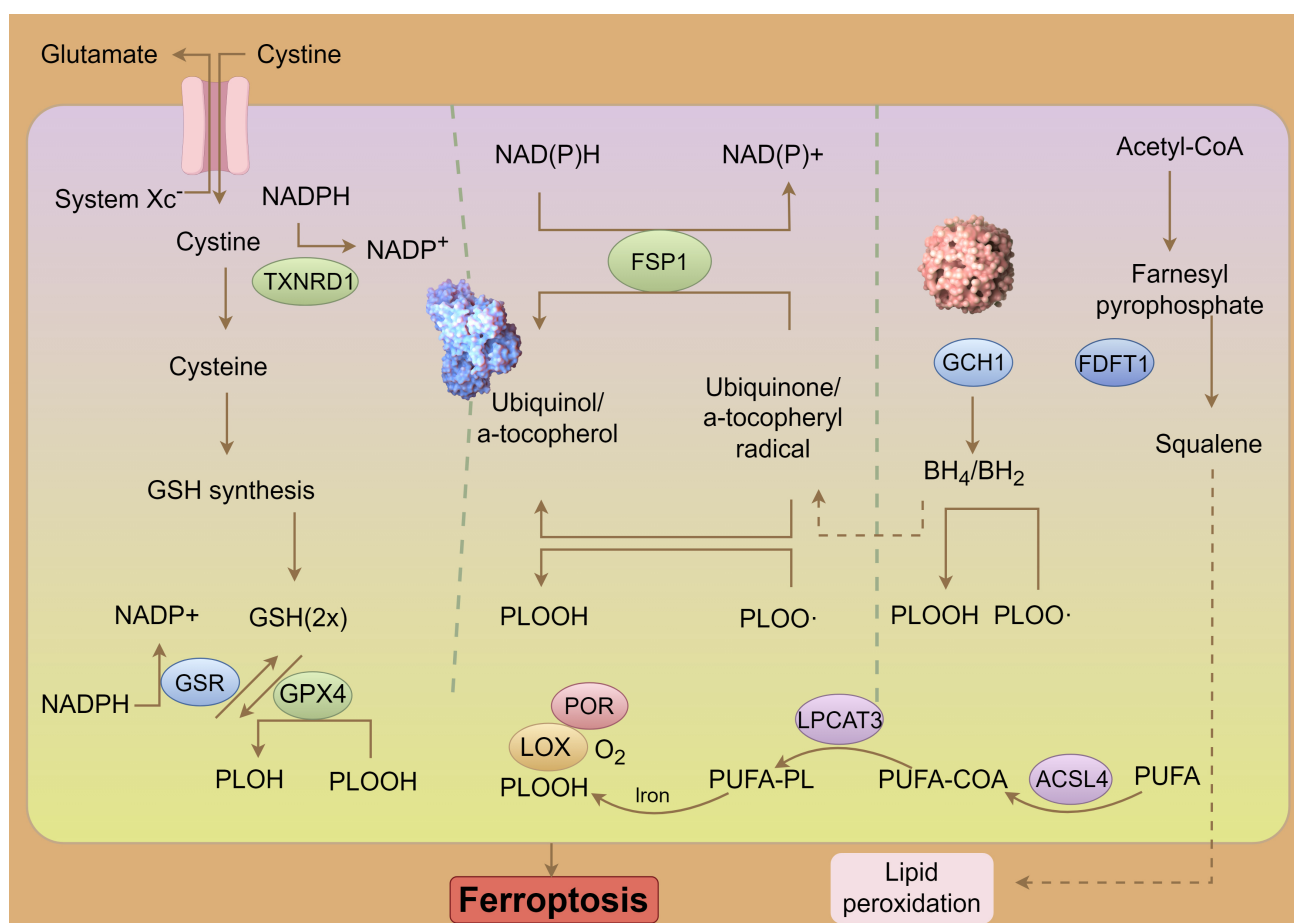 Glutamate
Cystine
System Xc⁻
NADPH
Cystine
NADP⁺
TXNRD1
Cysteine
GSH synthesis
NADP+
GSH(2x)
GSR
GPX4
NADPH
PLOH
PLOOH
NAD(P)H
NAD(P)+
FSP1
Ubiquinol/
a-tocopherol
Ubiquinone/
a-tocopheryl
radical
PLOOH
PLOO·
Acetyl-CoA
Farnesyl
pyrophosphate
GCH1
FDFT1
Squalene
BH₄/BH₂
PLOOH
PLOO·
POR
LOX
O₂
PLOOH
Iron
PUFA-PL
LPCAT3
PUFA-COA
ACSL4
PUFA
Ferroptosis
Lipid
peroxidation